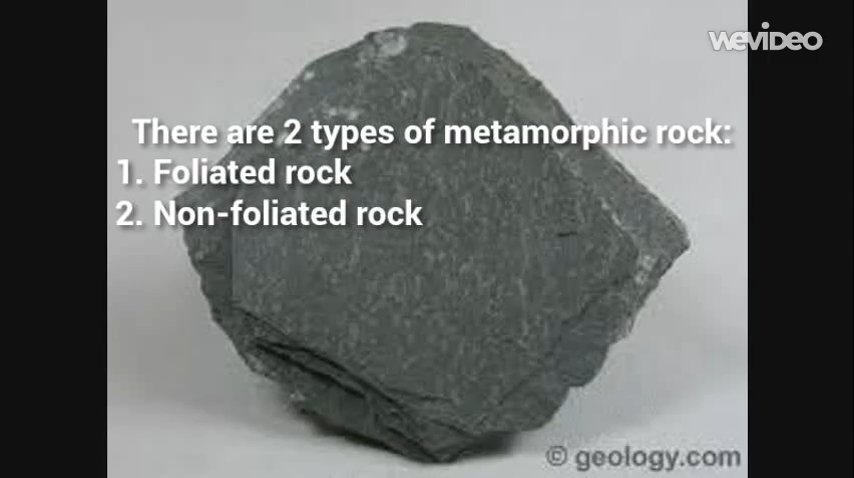 WeVideo
There are 2 types of metamorphic rock:
1. Foliated rock
2. Non-foliated rock
© geology.com